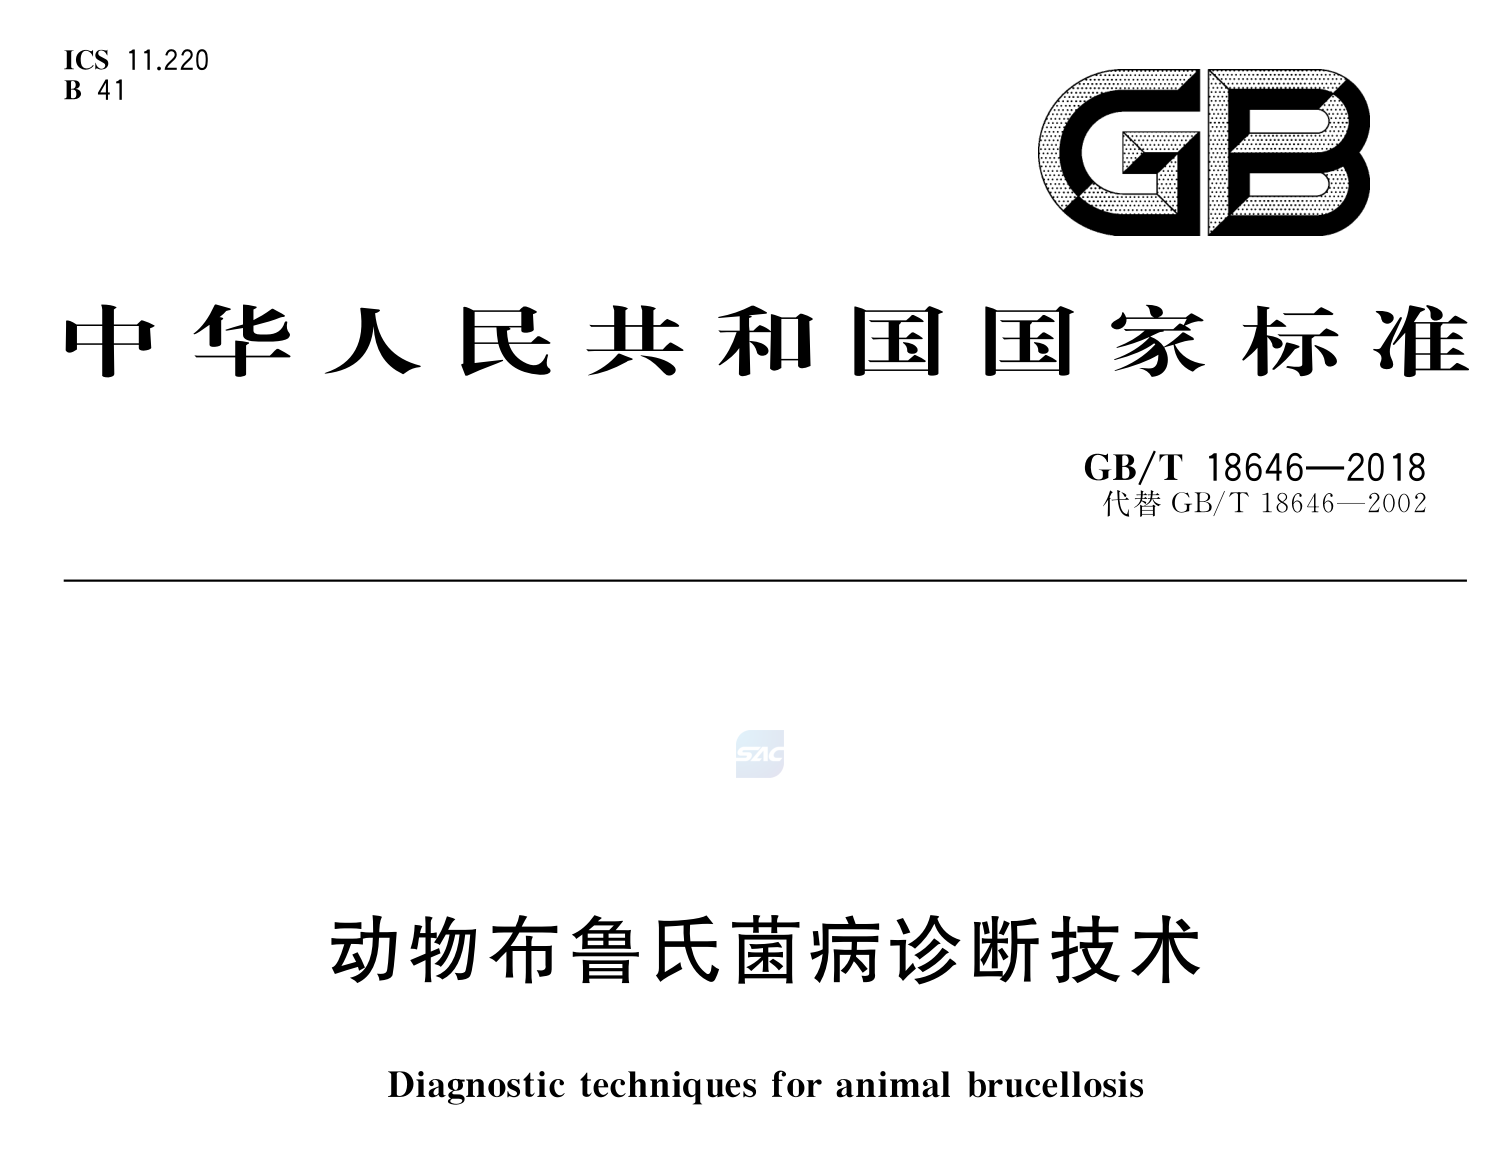 ICS 11.220
B 41
GB
中华人民共和国国家标准
GB/T 18646—2018
代替 GB/T 18646—2002
SAC
动物布鲁氏菌病诊断技术
Diagnostic techniques for animal brucellosis